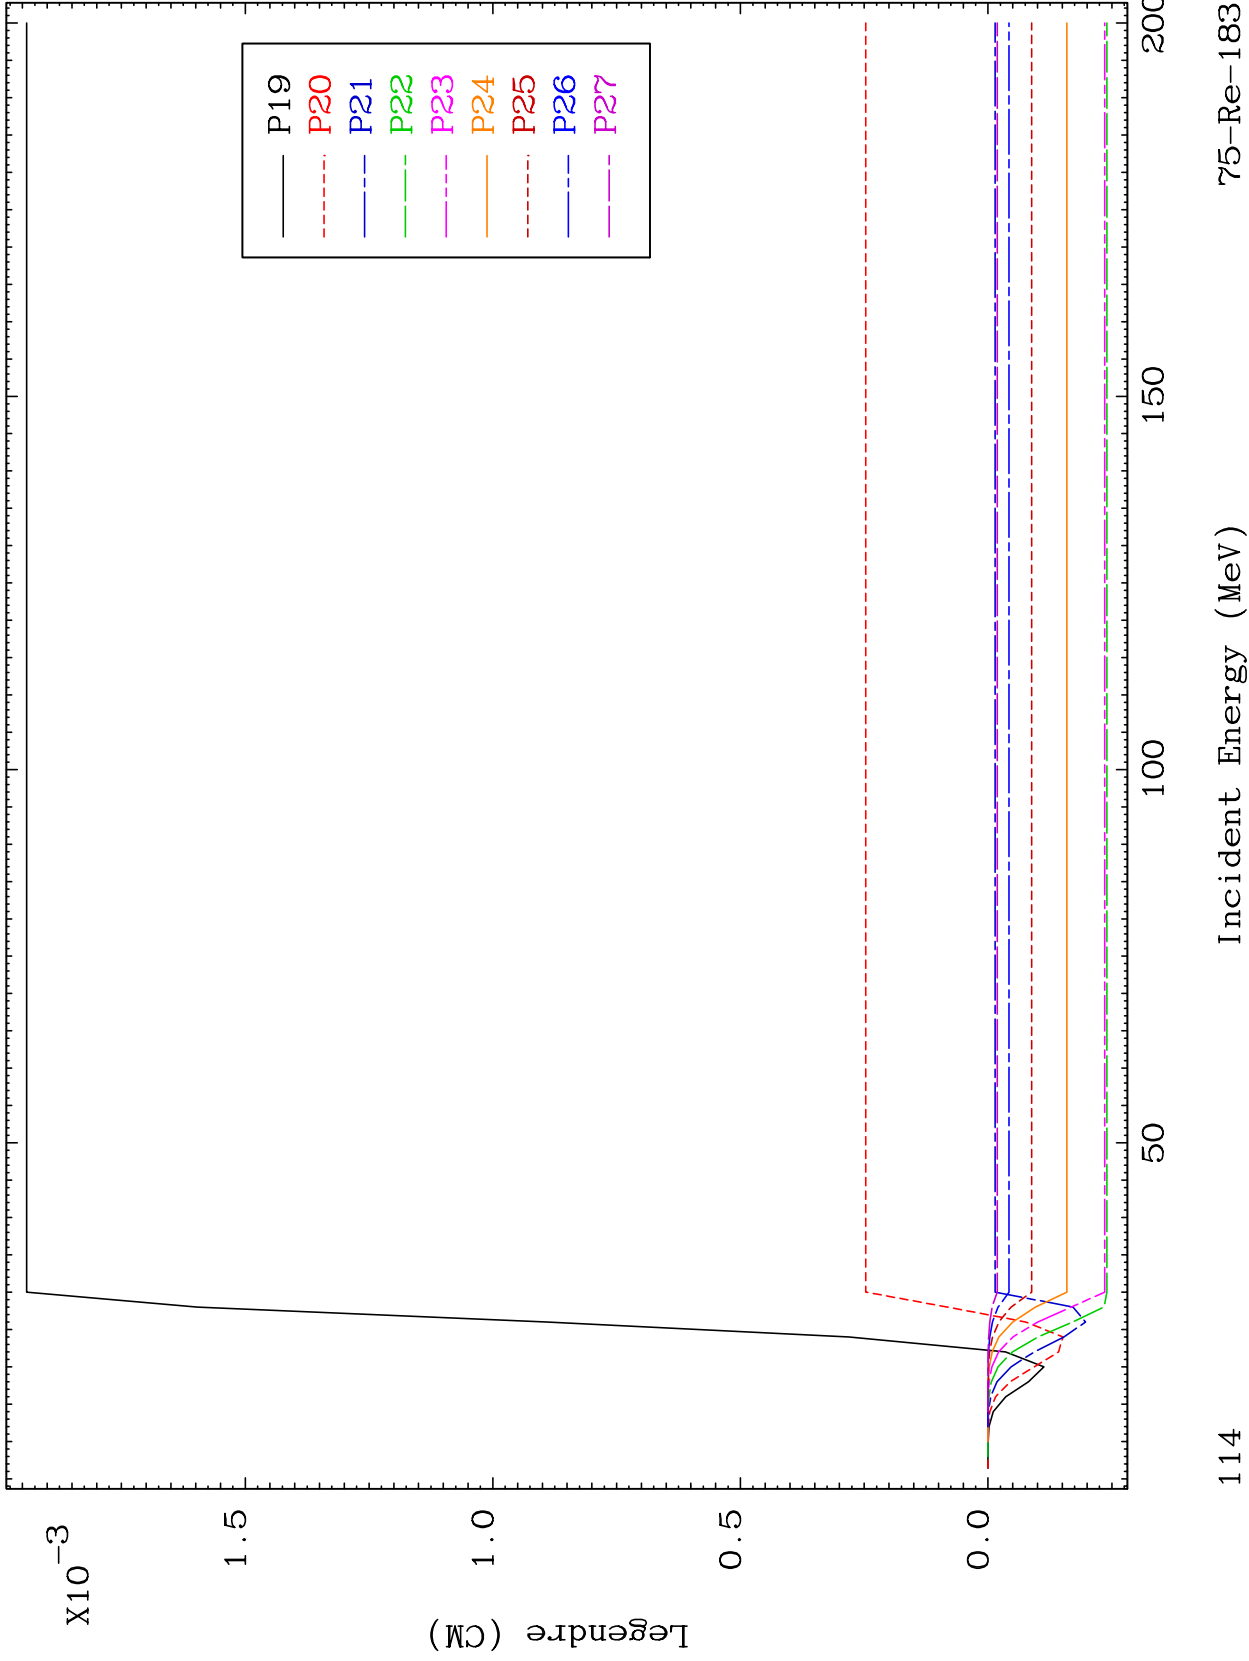 X10-3
1.5
1.0
0.5
0.0
Legendre (CM)
P19
P20
P21
P22
P23
P24
P25
P26
P27
50
100
150
200
Incident Energy (MeV)
114
75-Re-183